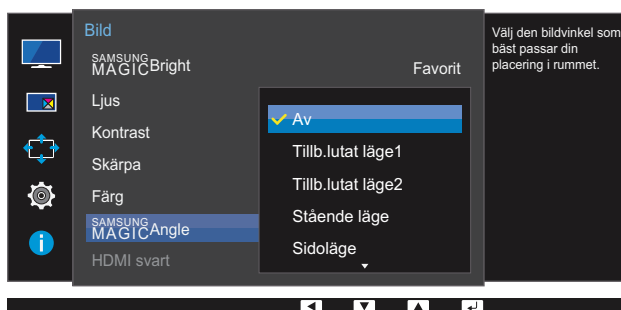 Bild
SAMSUNG
MAGICBright
Favorit
Ljus
Kontrast
Skärpa
Färg
SAMSUNG
MAGICAngle
HDMI svart
Av
Tillb.lutat läge1
Tillb.lutat läge2
Stående läge
Sidoläge
Välj den bildvinkel som
bäst passar din
placering i rummet.